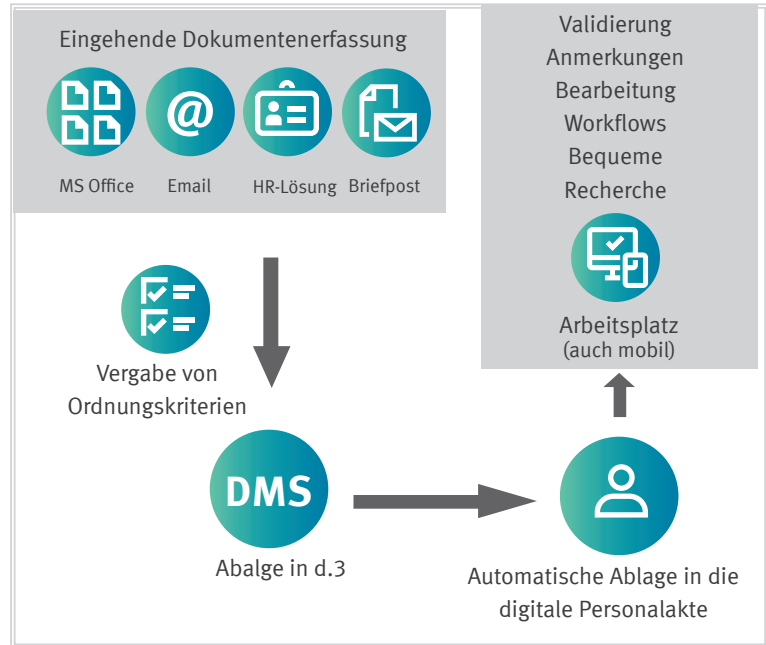 Eingehende Dokumentenerfassung
@
MS Office
Email
HR-Lösung
Briefpost
Vergabe von
Ordnungskriterien
DMS
Abalge in d.3
Automatische Ablage in die
digitale Personalakte
Validierung
Anmerkungen
Bearbeitung
Workflows
Bequeme
Recherche
Arbeitsplatz
(auch mobil)